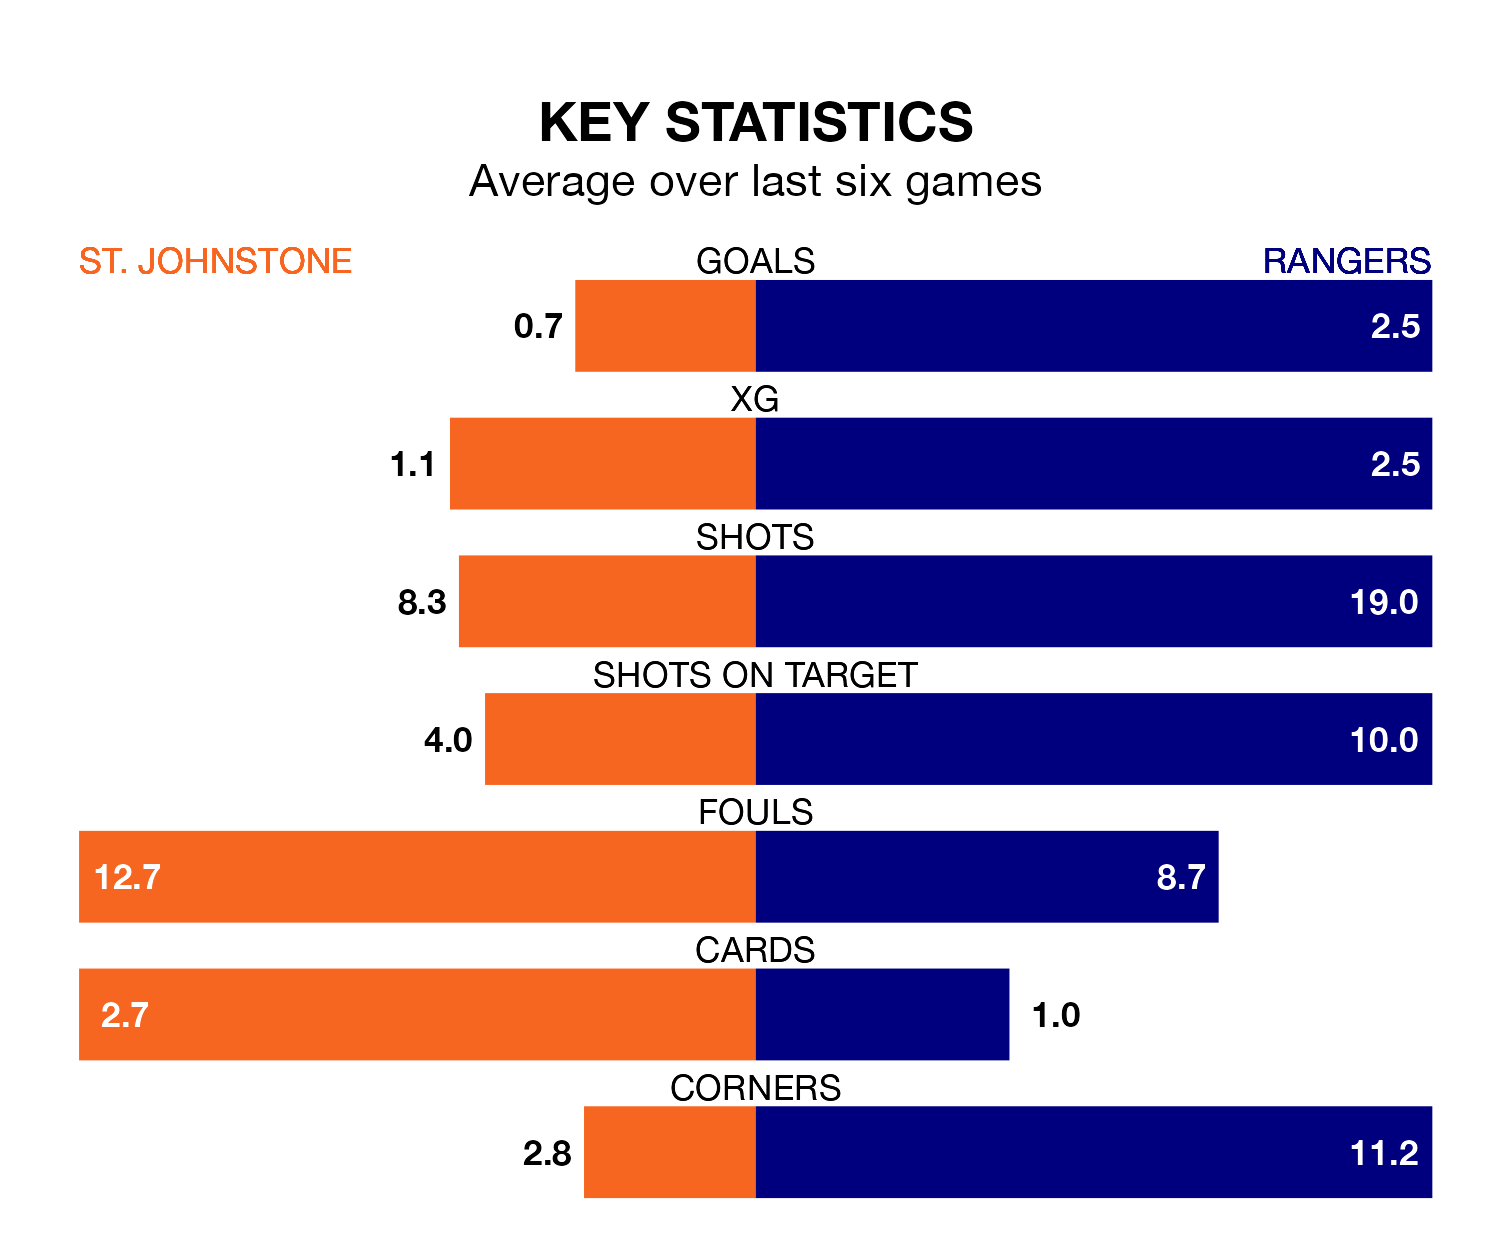 KEY STATISTICS
Average over last six games
ST. JOHNSTONE GOALS RANGERS
0.7 2.5
XG
1.1 2.5
SHOTS
8.3 19.0
SHOTS ON TARGET
4.0 10.0
FOULS
12.7 8.7
CARDS
2.7 1.0
CORNERS
2.8 11.2